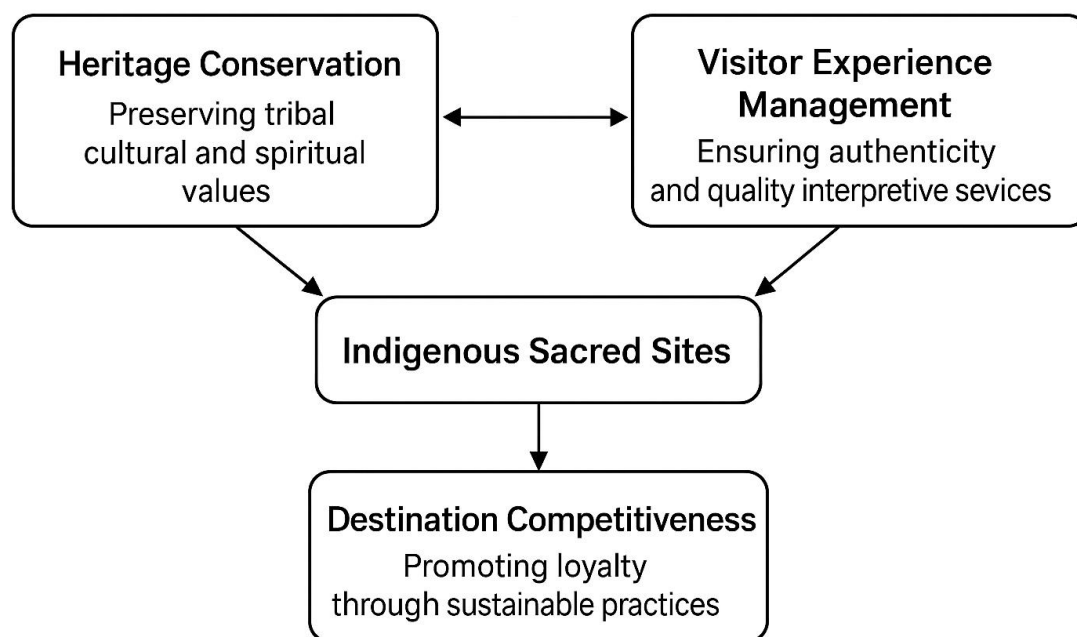 Heritage Conservation
Preserving tribal
cultural and spiritual
values
Visitor Experience
Management
Ensuring authenticity
and quality interpretive sevices
Indigenous Sacred Sites
Destination Competitiveness
Promoting loyalty
through sustainable practices